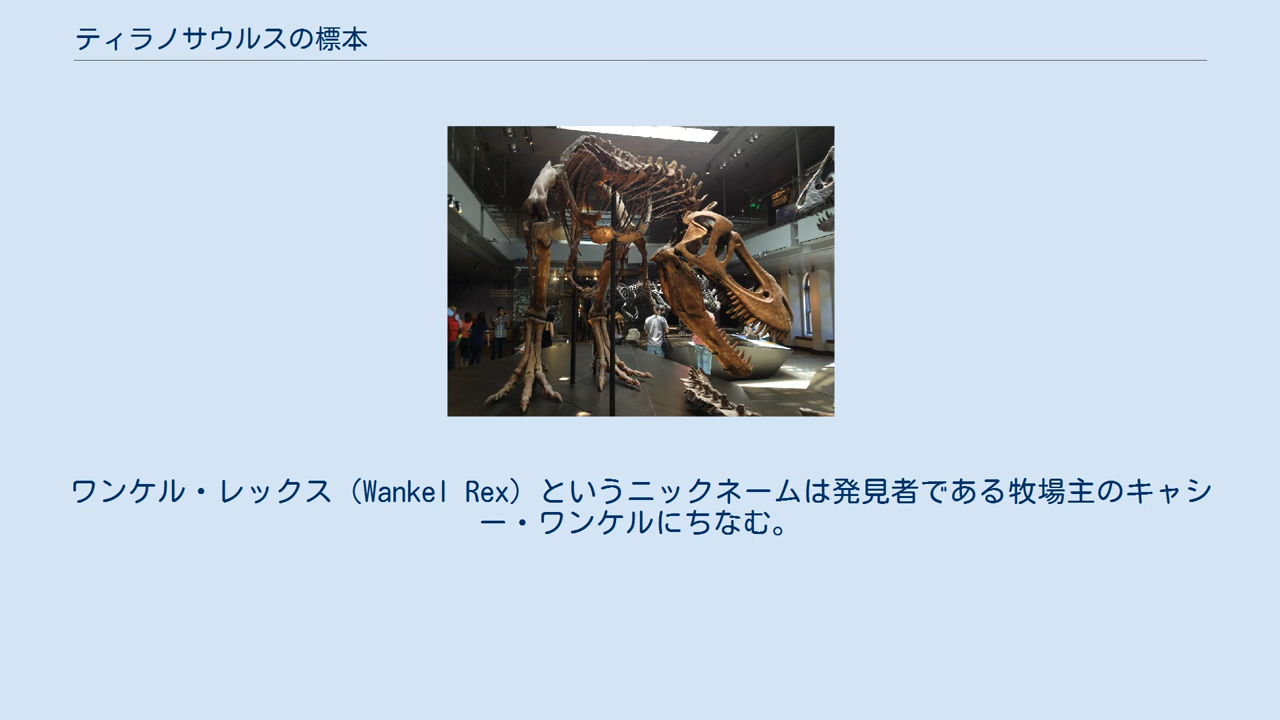 ティラノサウルスの標本
ワンケル・レックス（Wankel Rex）というニックネームは発見者である牧場主のキャシ
ー・ワンケルにちなむ。